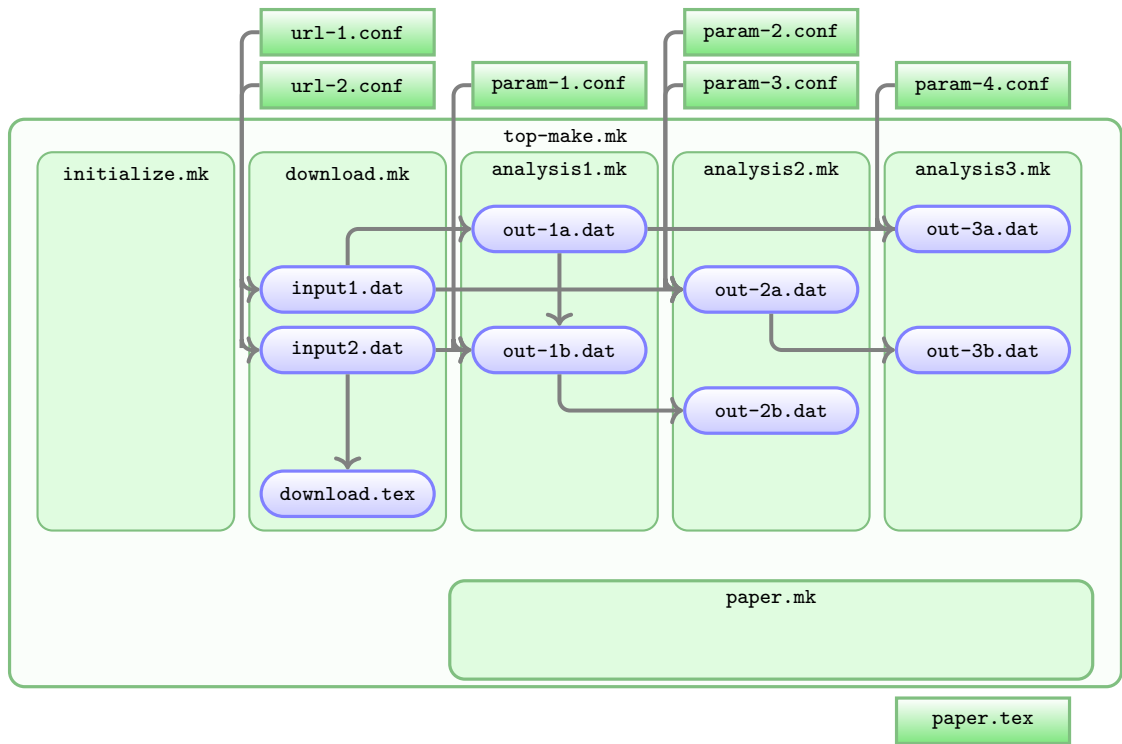 url-1.conf
param-2.conf
url-2.conf
param-1.conf
param-3.conf
param-4.conf
top-make.mk
initialize.mk
download.mk
analysis1.mk
analysis2.mk
analysis3.mk
out-1a.dat
out-3a.dat
input1.dat
out-2a.dat
input2.dat
out-1b.dat
out-3b.dat
out-2b.dat
download.tex
paper.mk
paper.tex